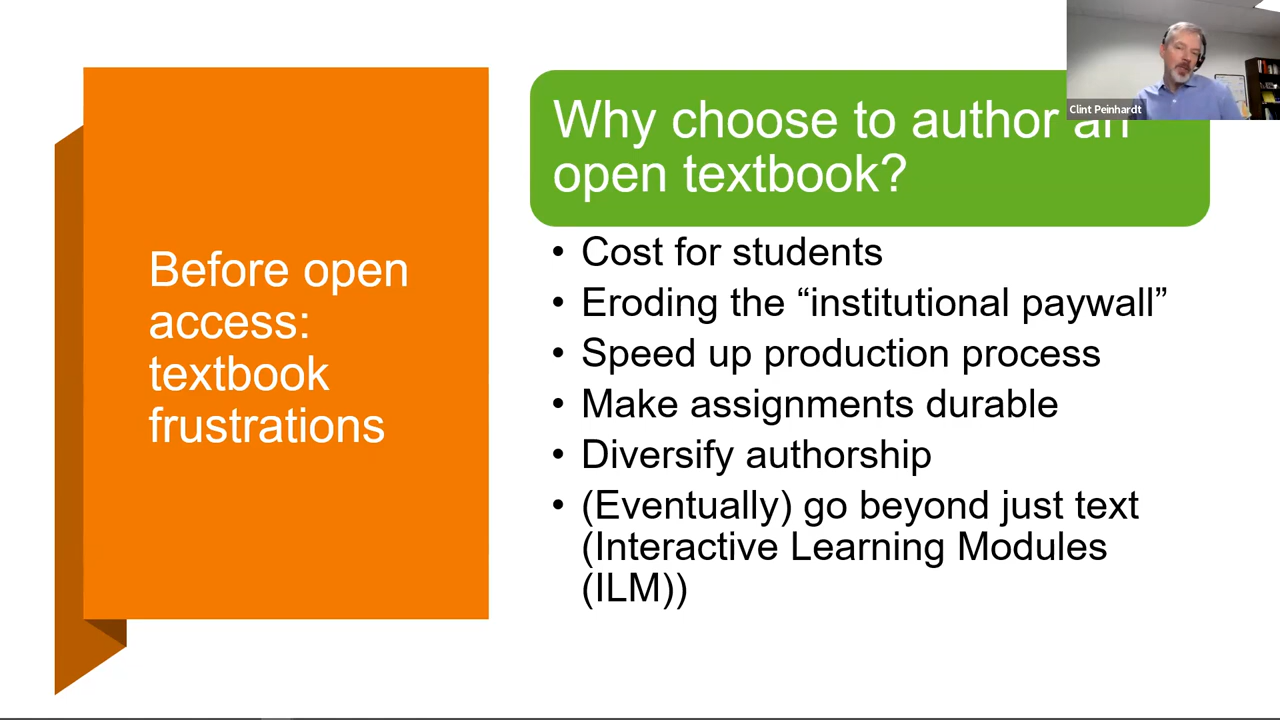 Before open
access:
textbook
frustrations
Why choose to author an
open textbook?
Clint Peinhardt
• Cost for students
• Eroding the “institutional paywall”
• Speed up production process
• Make assignments durable
• Diversify authorship
• (Eventually) go beyond just text
(Interactive Learning Modules
(ILM))